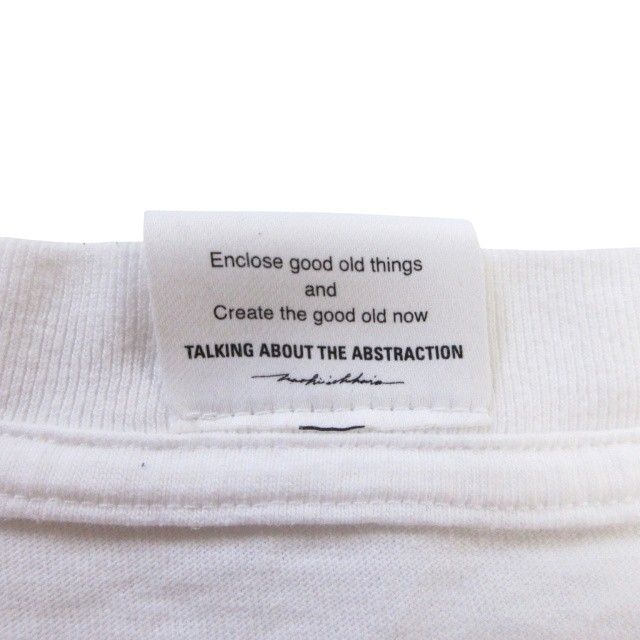 Enclose good old things
and
Create the good old now
TALKING ABOUT THE ABSTRACTION